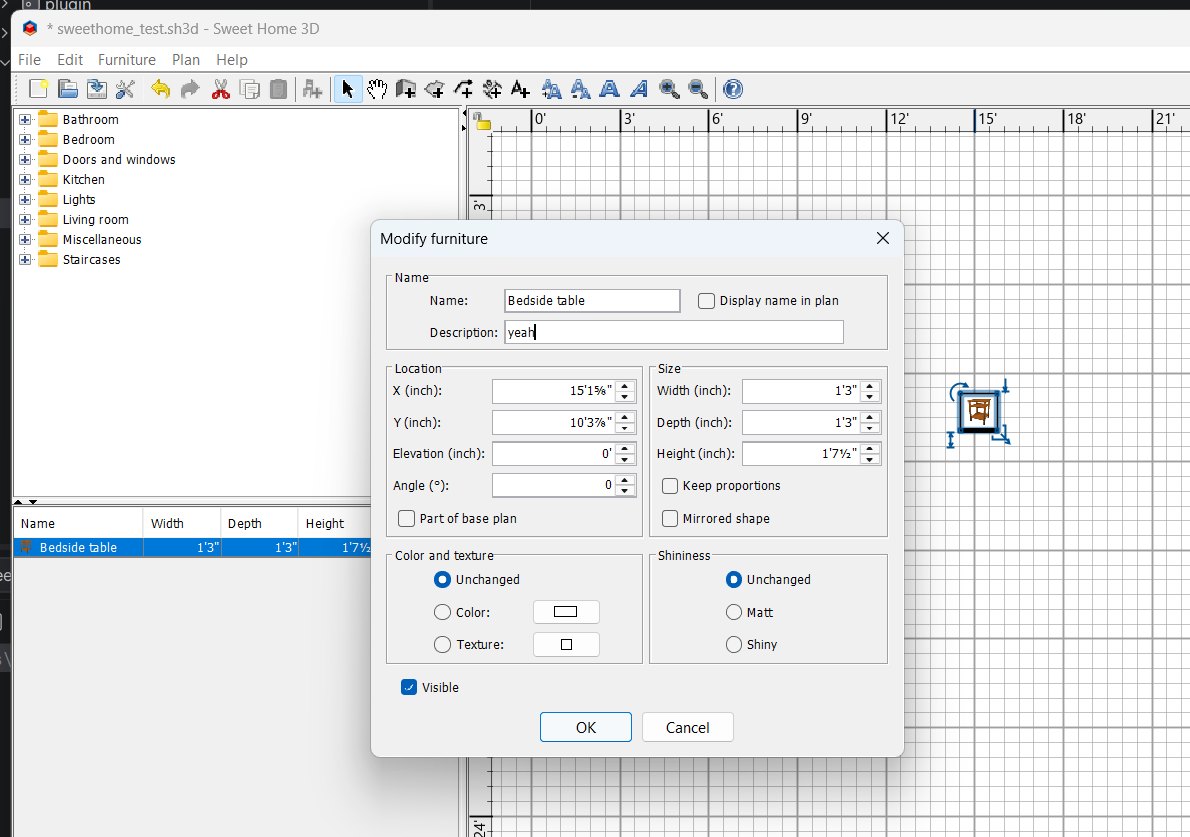 plugin
* sweethome_test.sh3d - Sweet Home 3D
File Edit Furniture Plan Help
0' 3' 6' 9' 12' 15' 18' 21'
Bathroom
Bedroom
Doors and windows
Kitchen
Lights
Living room
Miscellaneous
Staircases
3'
Modify furniture
Name
Name: Bedside table Display name in plan
Description: yeah
Location
X (inch): 15'1⅝"
Y (inch): 10'3⅞"
Elevation (inch): 0'
Angle (°): 0
Part of base plan
Size
Width (inch): 1'3"
Depth (inch): 1'3"
Height (inch): 1'7½"
Keep proportions
Mirrored shape
Name Width Depth Height
Bedside table 1'3" 1'3" 1'7½
Color and texture
Unchanged
Color:
Texture:
Shininess
Unchanged
Matt
Shiny
Visible
OK Cancel
24'